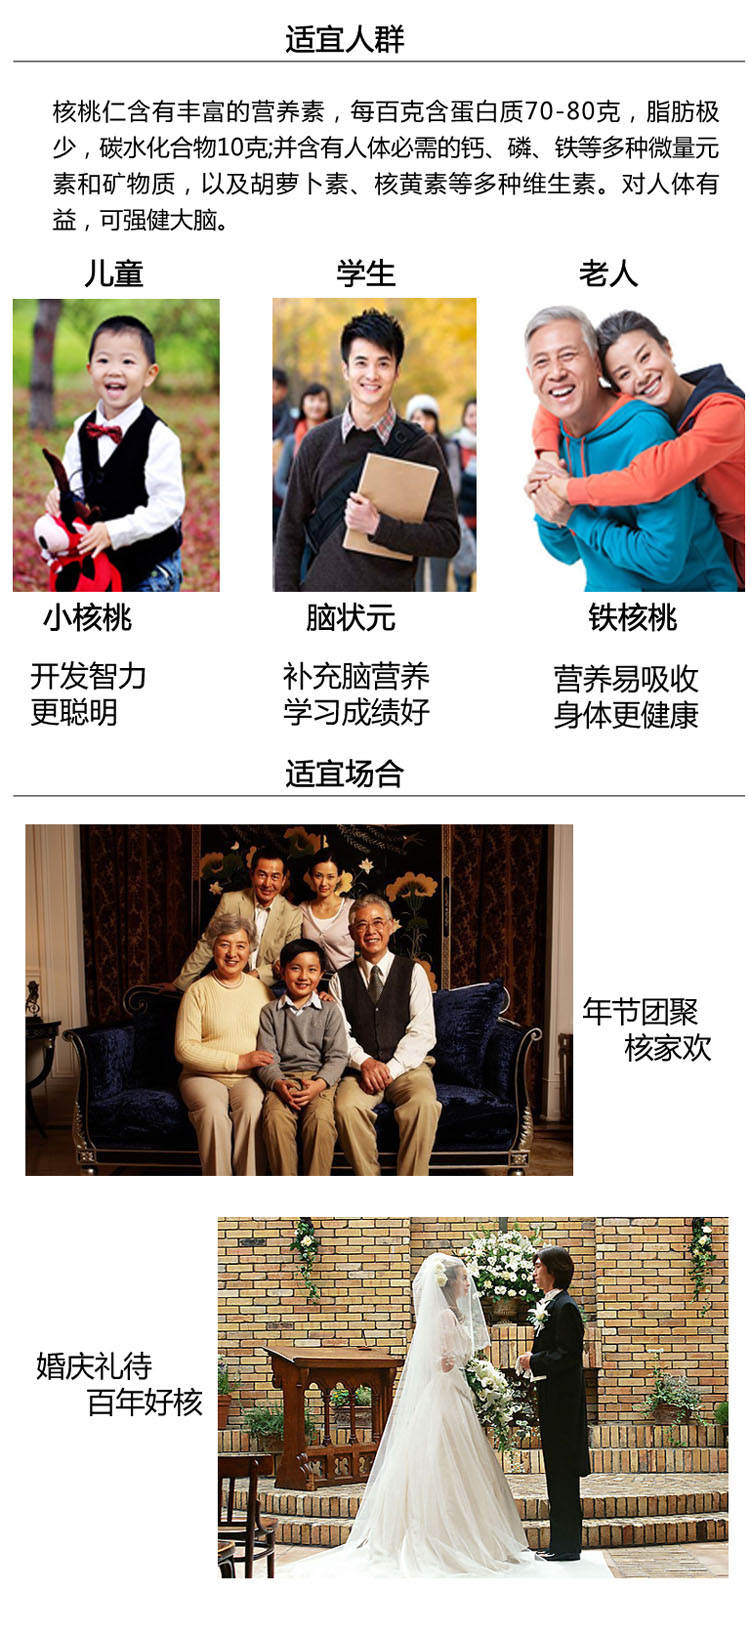 适宜人群
核桃仁含有丰富的营养素，每百克含蛋白质70-80克，脂肪极
少，碳水化合物10克;并含有人体必需的钙、磷、铁等多种微量元
素和矿物质，以及胡萝卜素、核黄素等多种维生素。对人体有
益，可强健大脑。
儿童
学生
老人
小核桃
脑状元
铁核桃
开发智力
更聪明
补充脑营养
学习成绩好
营养易吸收
身体更健康
适宜场合
年节团聚
核家欢
婚庆礼待
百年好核